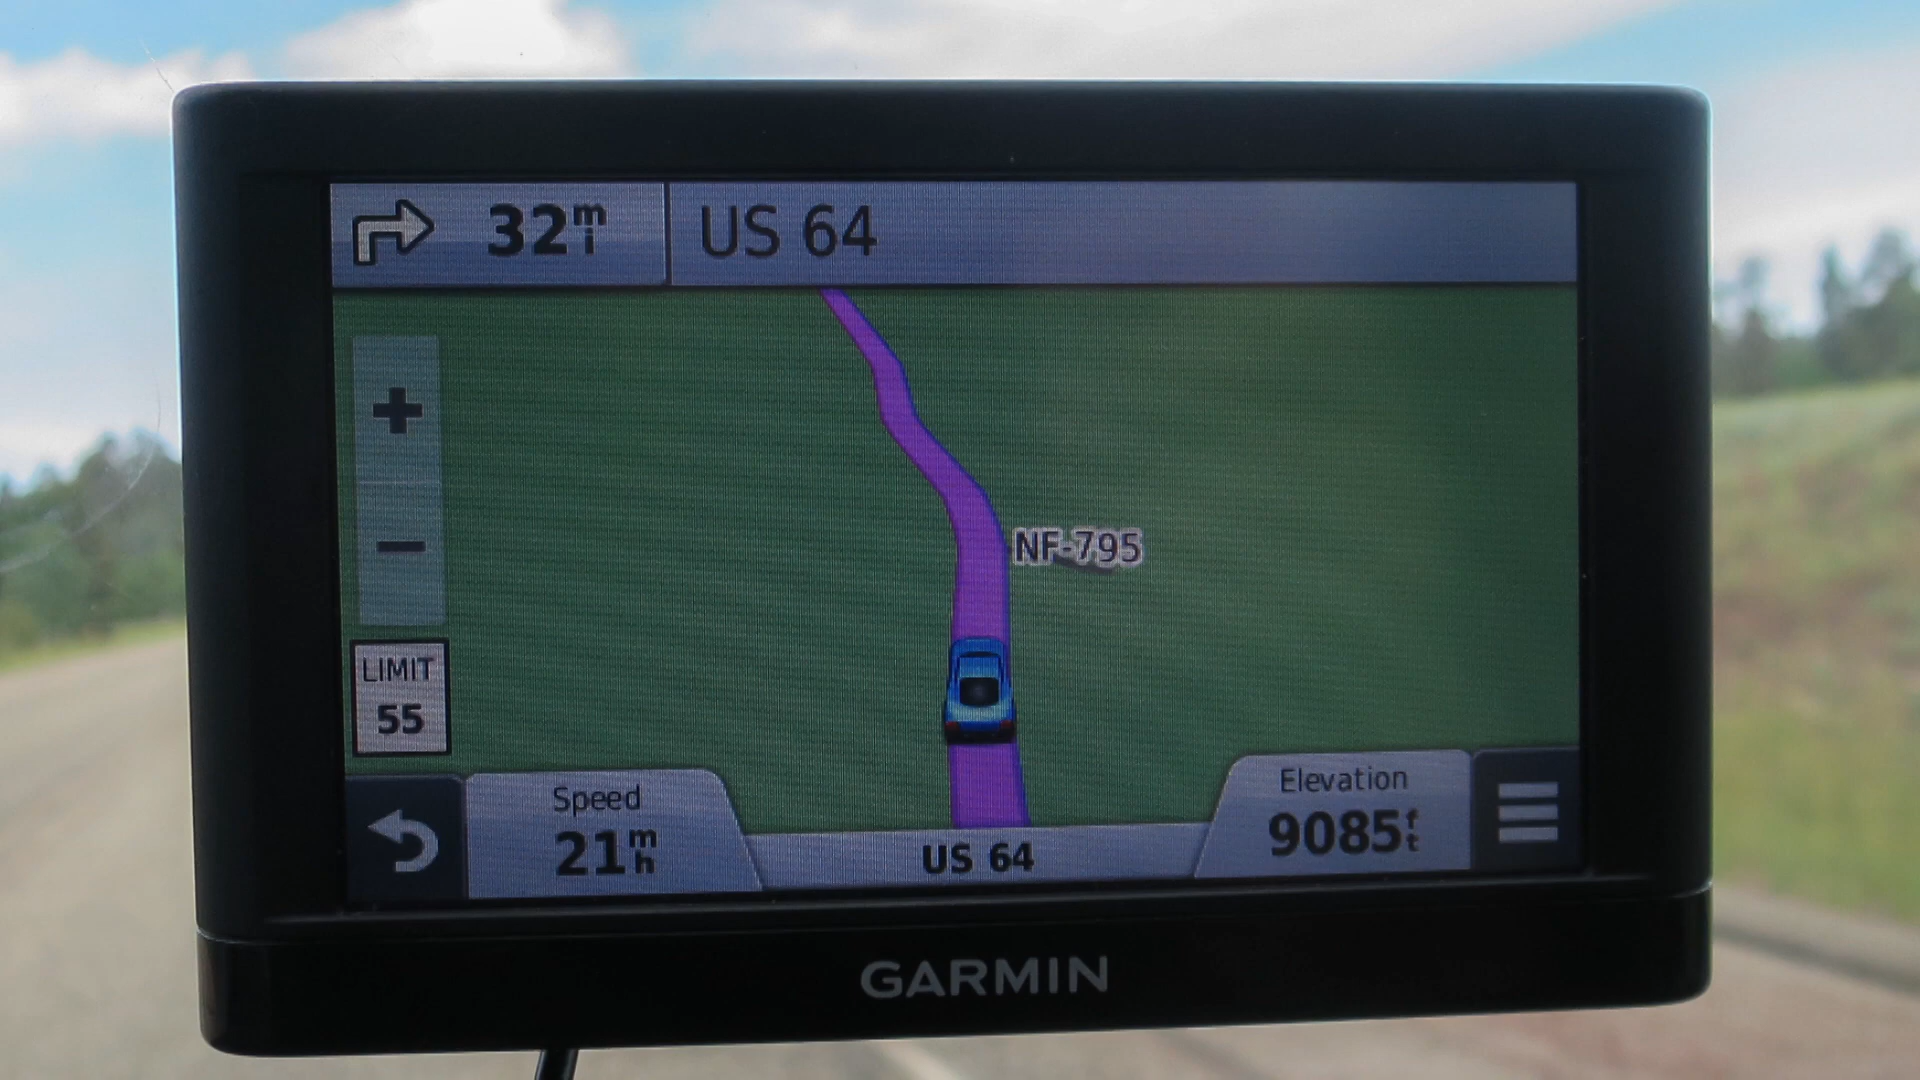 32 mi US 64
NF-795
LIMIT
55
Speed
21 mh
US 64
Elevation
9085 ft
GARMIN